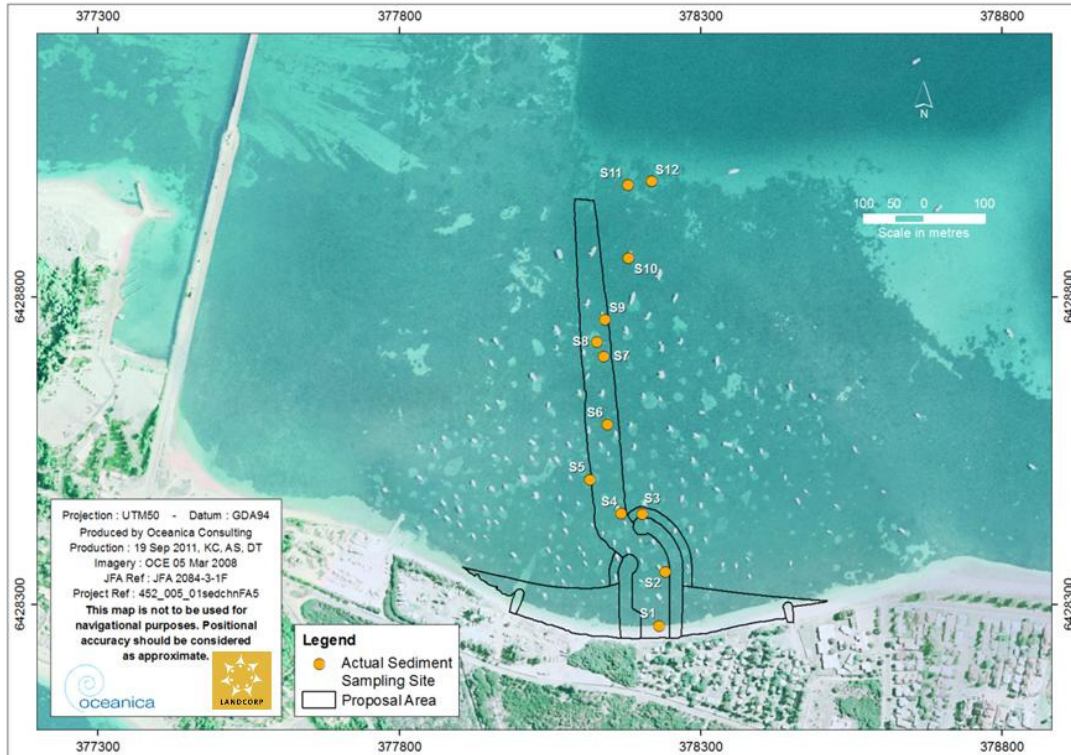 377300 377800 378300 378800
N
S11 S12
100 50 0 100
Scale in metres
S10
6428800 6428800
S9
S8
S7
S6
S5
S4 S3
S2
S1
6428300 6428300
Projection : UTM50 - Datum : GDA94
Produced by Oceanica Consulting
Production : 19 Sep 2011, KC, AS, DT
Imagery : OCE 05 Mar 2008
JFA Ref : JFA 2084-3-1F
Project Ref : 452_005_01sedchnFA5
This map is not to be used for
navigational purposes. Positional
accuracy should be considered
as approximate.
oceanica
LANDCORP
Legend
Actual Sediment
Sampling Site
Proposal Area
377300 377800 378300 378800